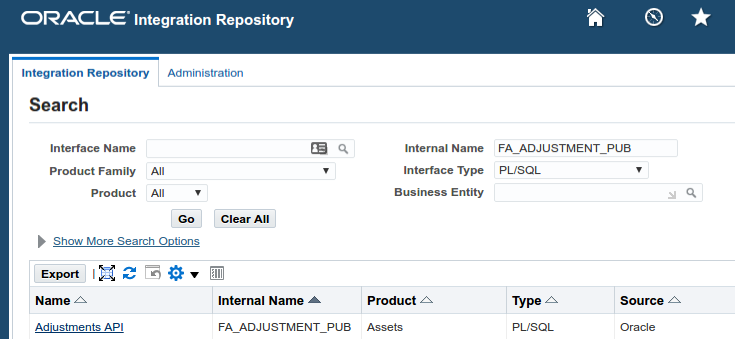 ORACLE Integration Repository
Integration Repository Administration
Search
Interface Name Internal Name FA_ADJUSTMENT_PUB
Product Family All Interface Type PL/SQL
Product All Business Entity
Go Clear All
Show More Search Options
Export
Name Internal Name Product Type Source
Adjustments API FA_ADJUSTMENT_PUB Assets PL/SQL Oracle